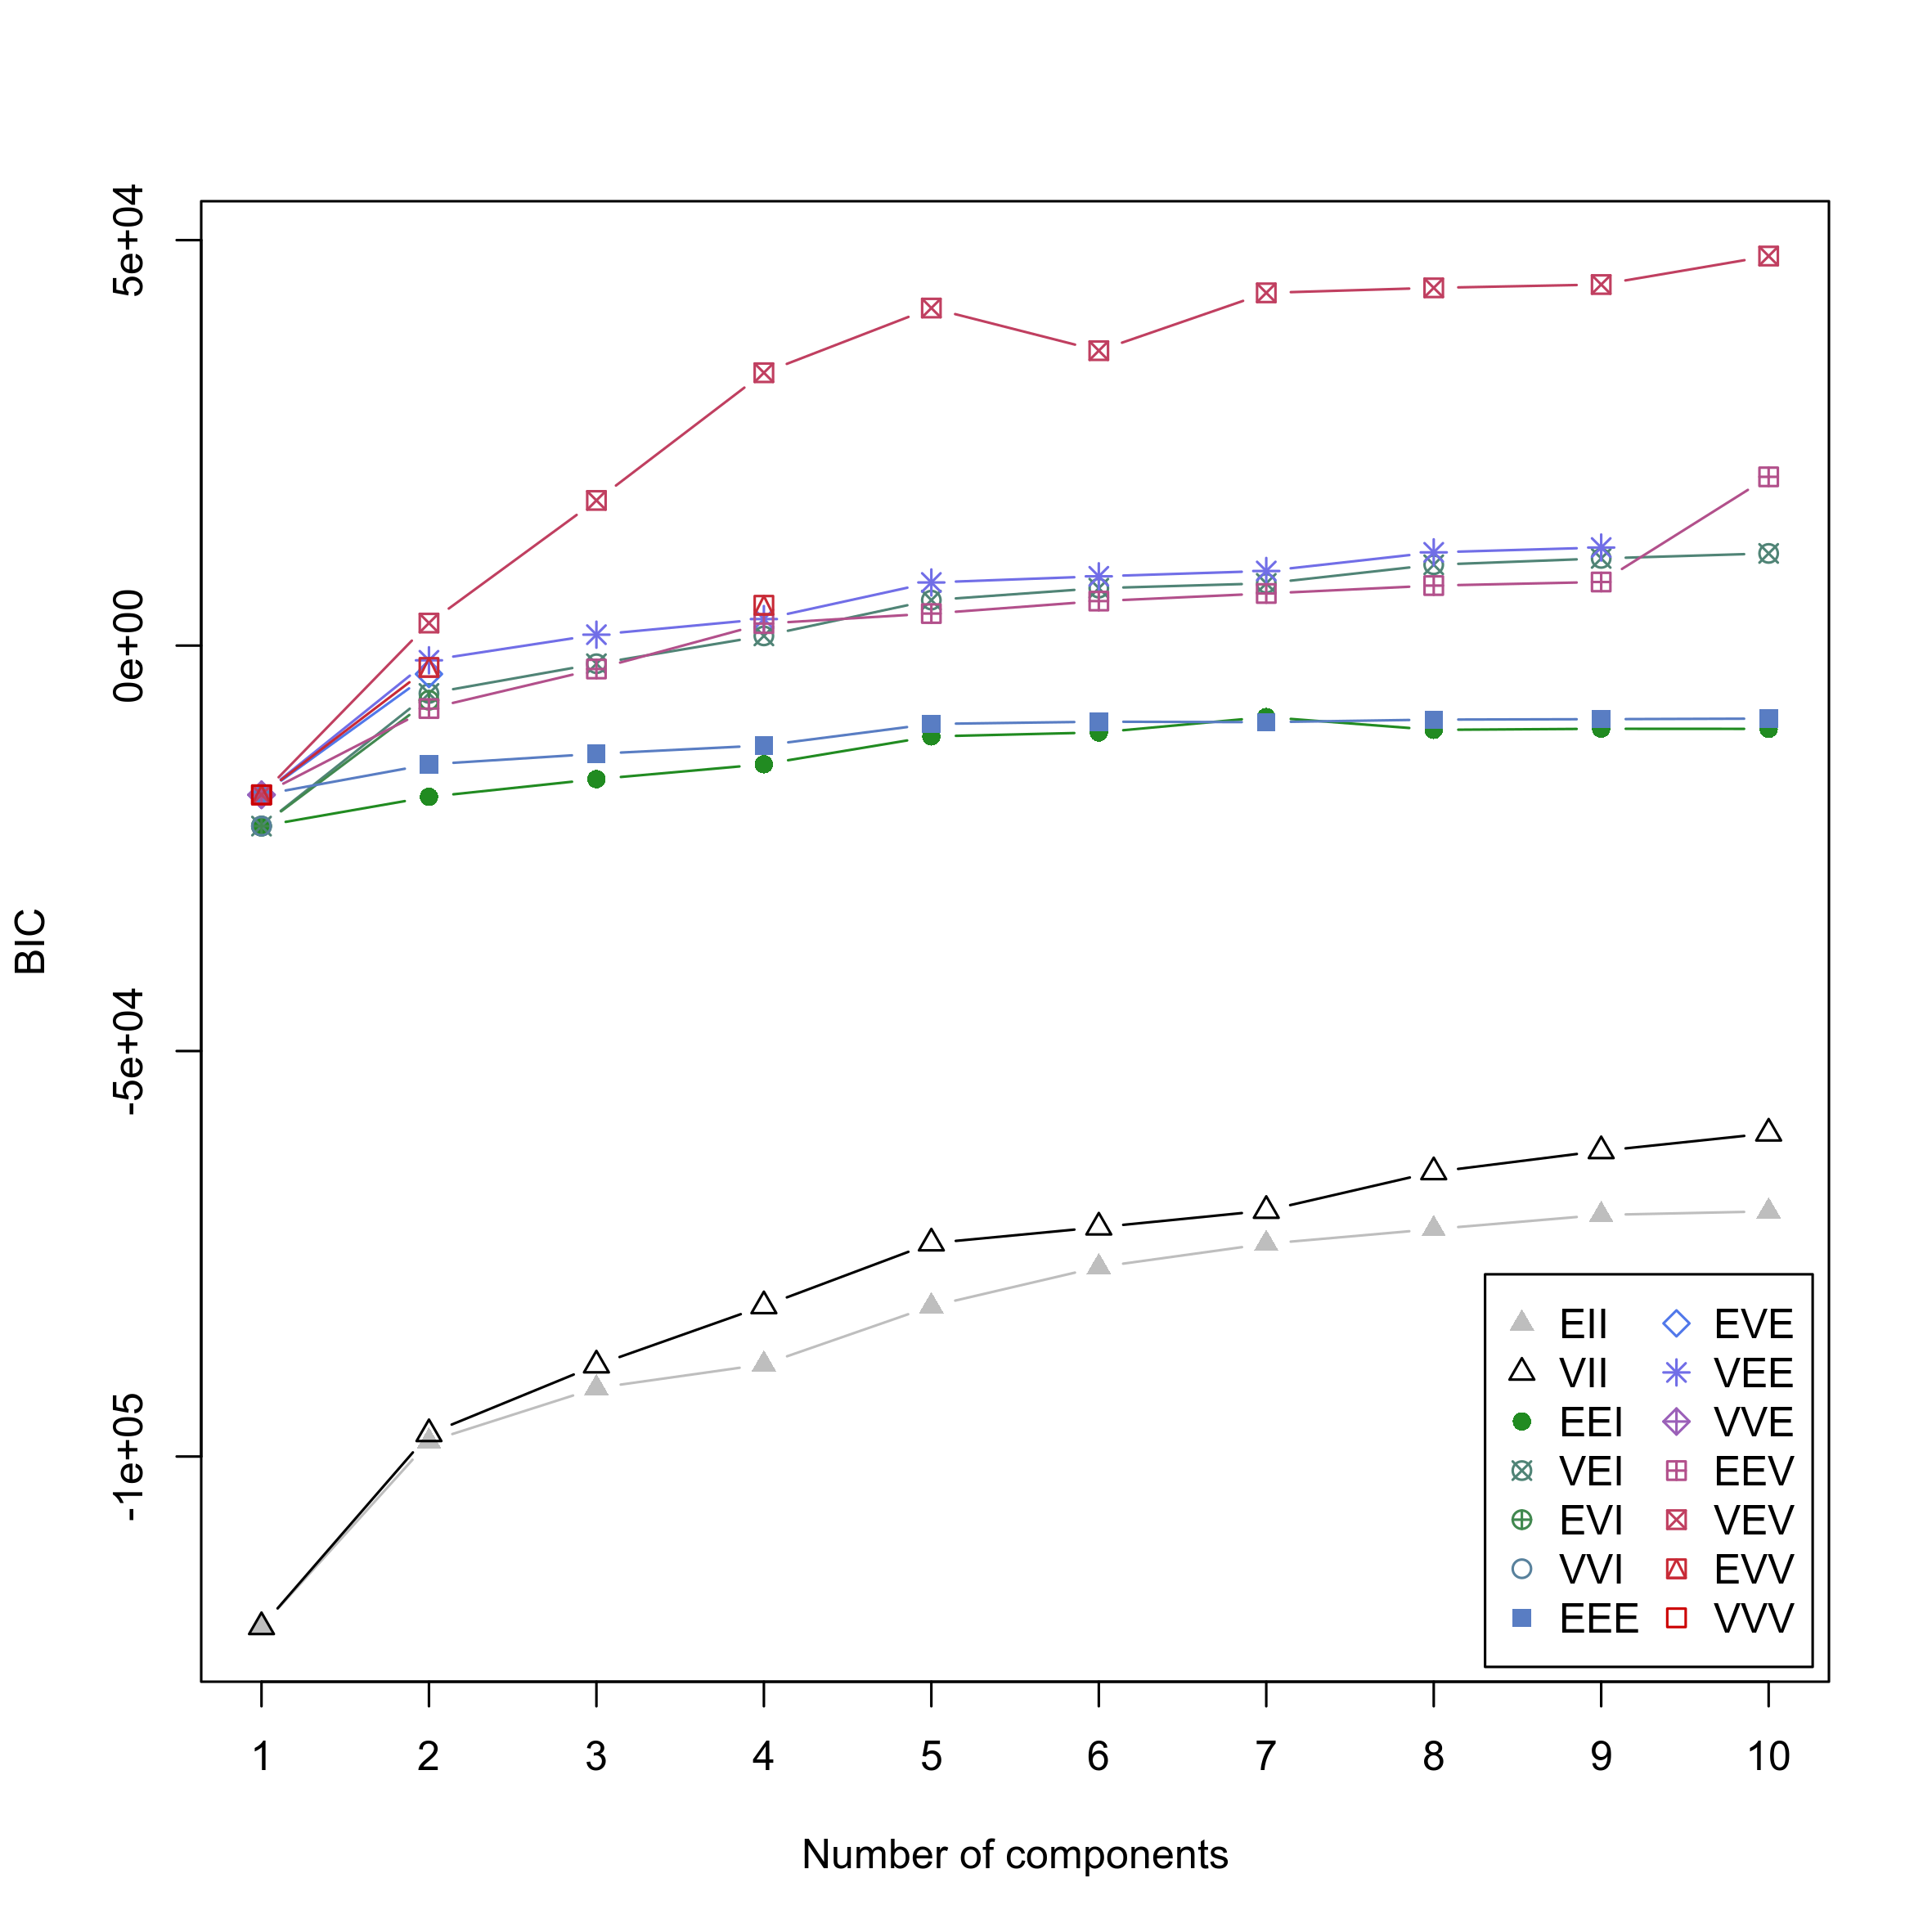 BIC
5e+04
0e+00
-5e+04
-1e+05
EII
VII
EEI
VEI
EVI
VVI
EEE
EVE
VEE
VVE
EEV
VEV
EVV
VVV
1 2 3 4 5 6 7 8 9 10
Number of components